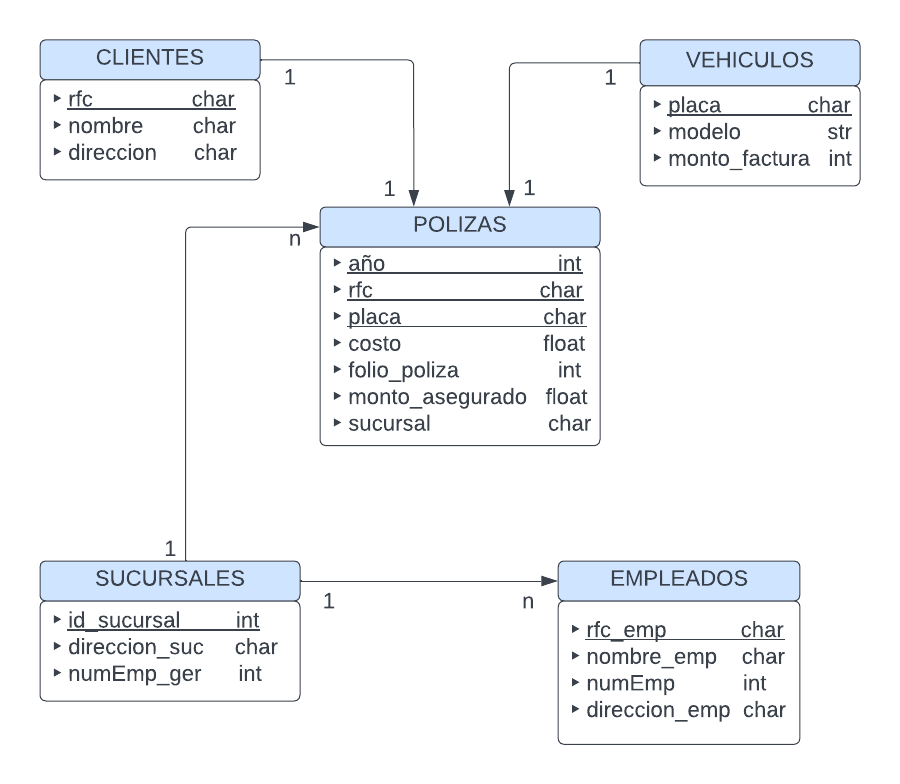 CLIENTES
rfc char
nombre char
direccion char
1
1
VEHICULOS
placa char
modelo str
monto_factura int
1
1
POLIZAS
año int
rfc char
placa char
costo float
folio_poliza int
monto_asegurado float
sucursal char
n
1
SUCURSALES
id_sucursal int
direccion_suc char
numEmp_ger int
1
n
EMPLEADOS
rfc_emp char
nombre_emp char
numEmp int
direccion_emp char